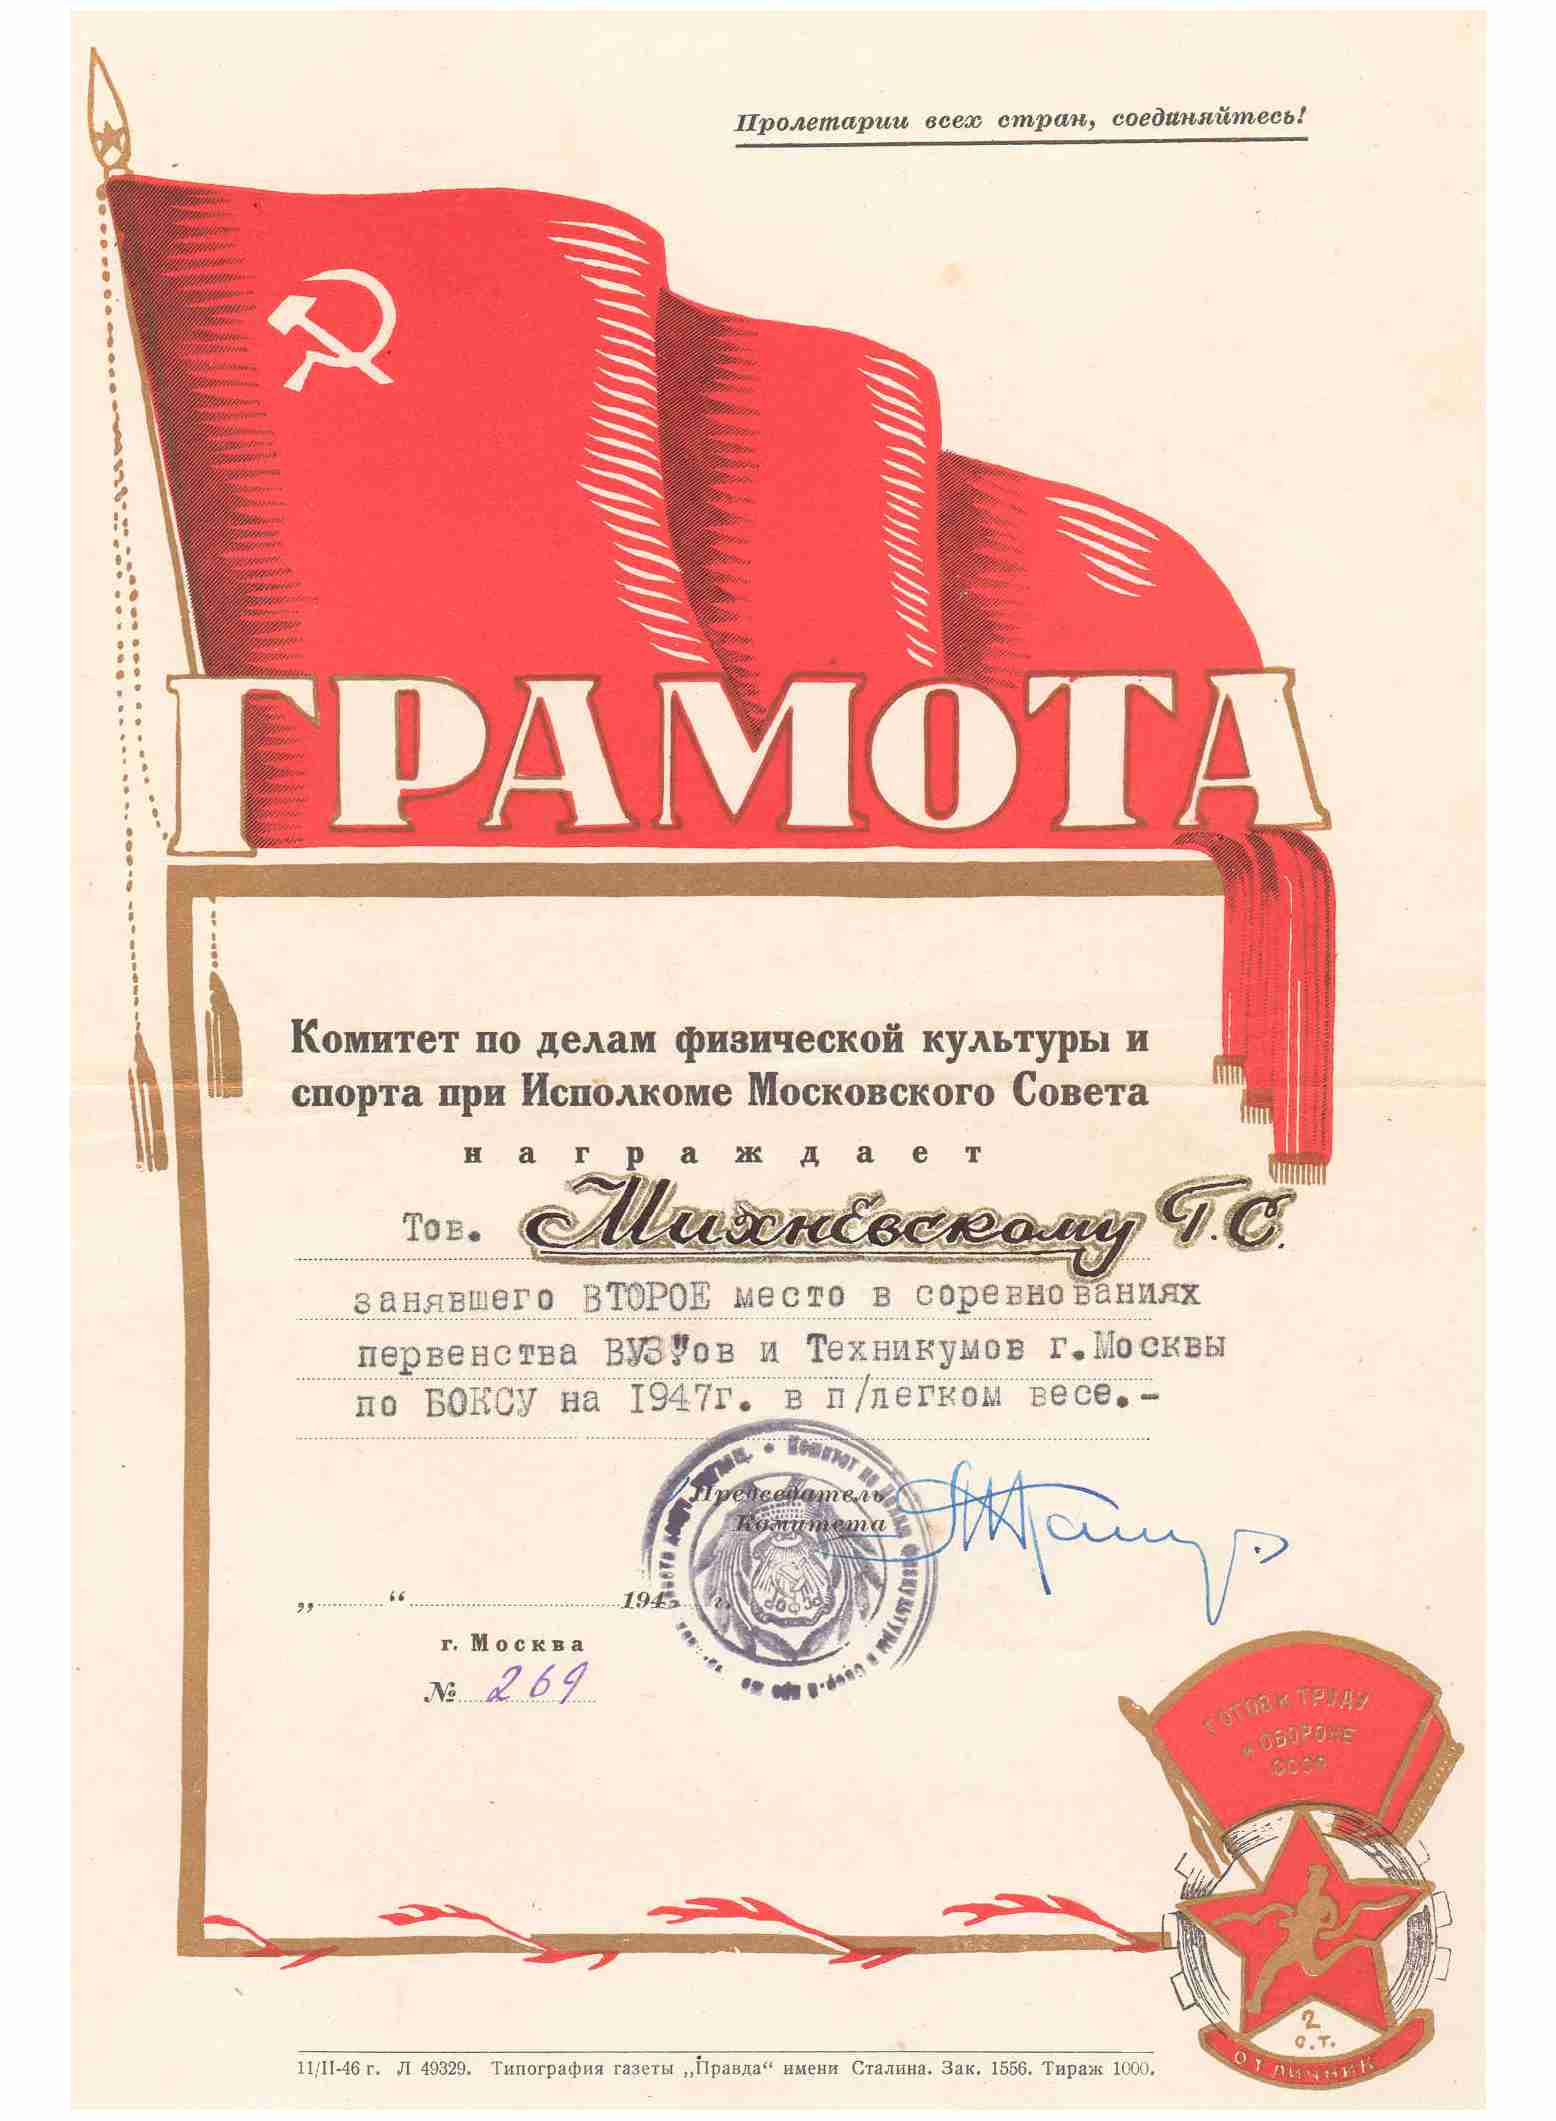 Пролетарии всех стран, соединяйтесь!
ГРАМОТА
Комитет по делам физической культуры и
спорта при Исполкоме Московского Совета
награждает
Тов. Михневскому Г.С.
занявшего ВТОРОЕ место в соревнованиях
первенства ВУЗ"ов и Техникумов г.Москвы
по БОКСУ на 1947г. в п/легком весе.-
Председатель
Комитета
„ “ 194 г.
г. Москва
№ 269
ГОТОВ К ТРУДУ
и ОБОРОНЕ
СССР
2
с.т.
ОТЛИЧНИК
11/II-46 г. Л 49329. Типография газеты „Правда“ имени Сталина. Зак. 1556. Тираж 1000.